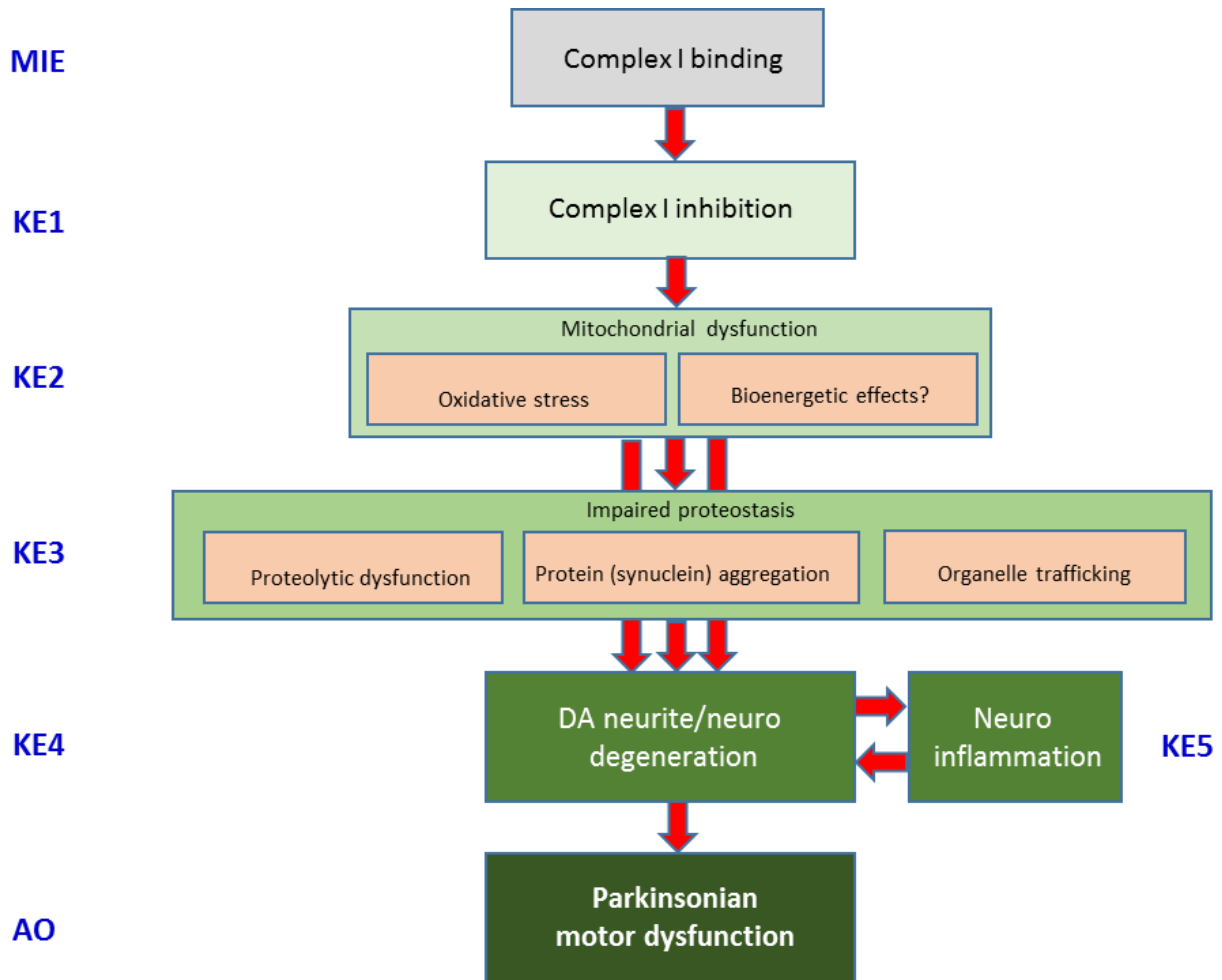 MIE
Complex I binding
KE1
Complex I inhibition
KE2
Mitochondrial dysfunction
Oxidative stress
Bioenergetic effects?
KE3
Impaired proteostasis
Proteolytic dysfunction
Protein (synuclein) aggregation
Organelle trafficking
KE4
DA neurite/neuro
degeneration
Neuro
inflammation
KE5
AO
Parkinsonian
motor dysfunction